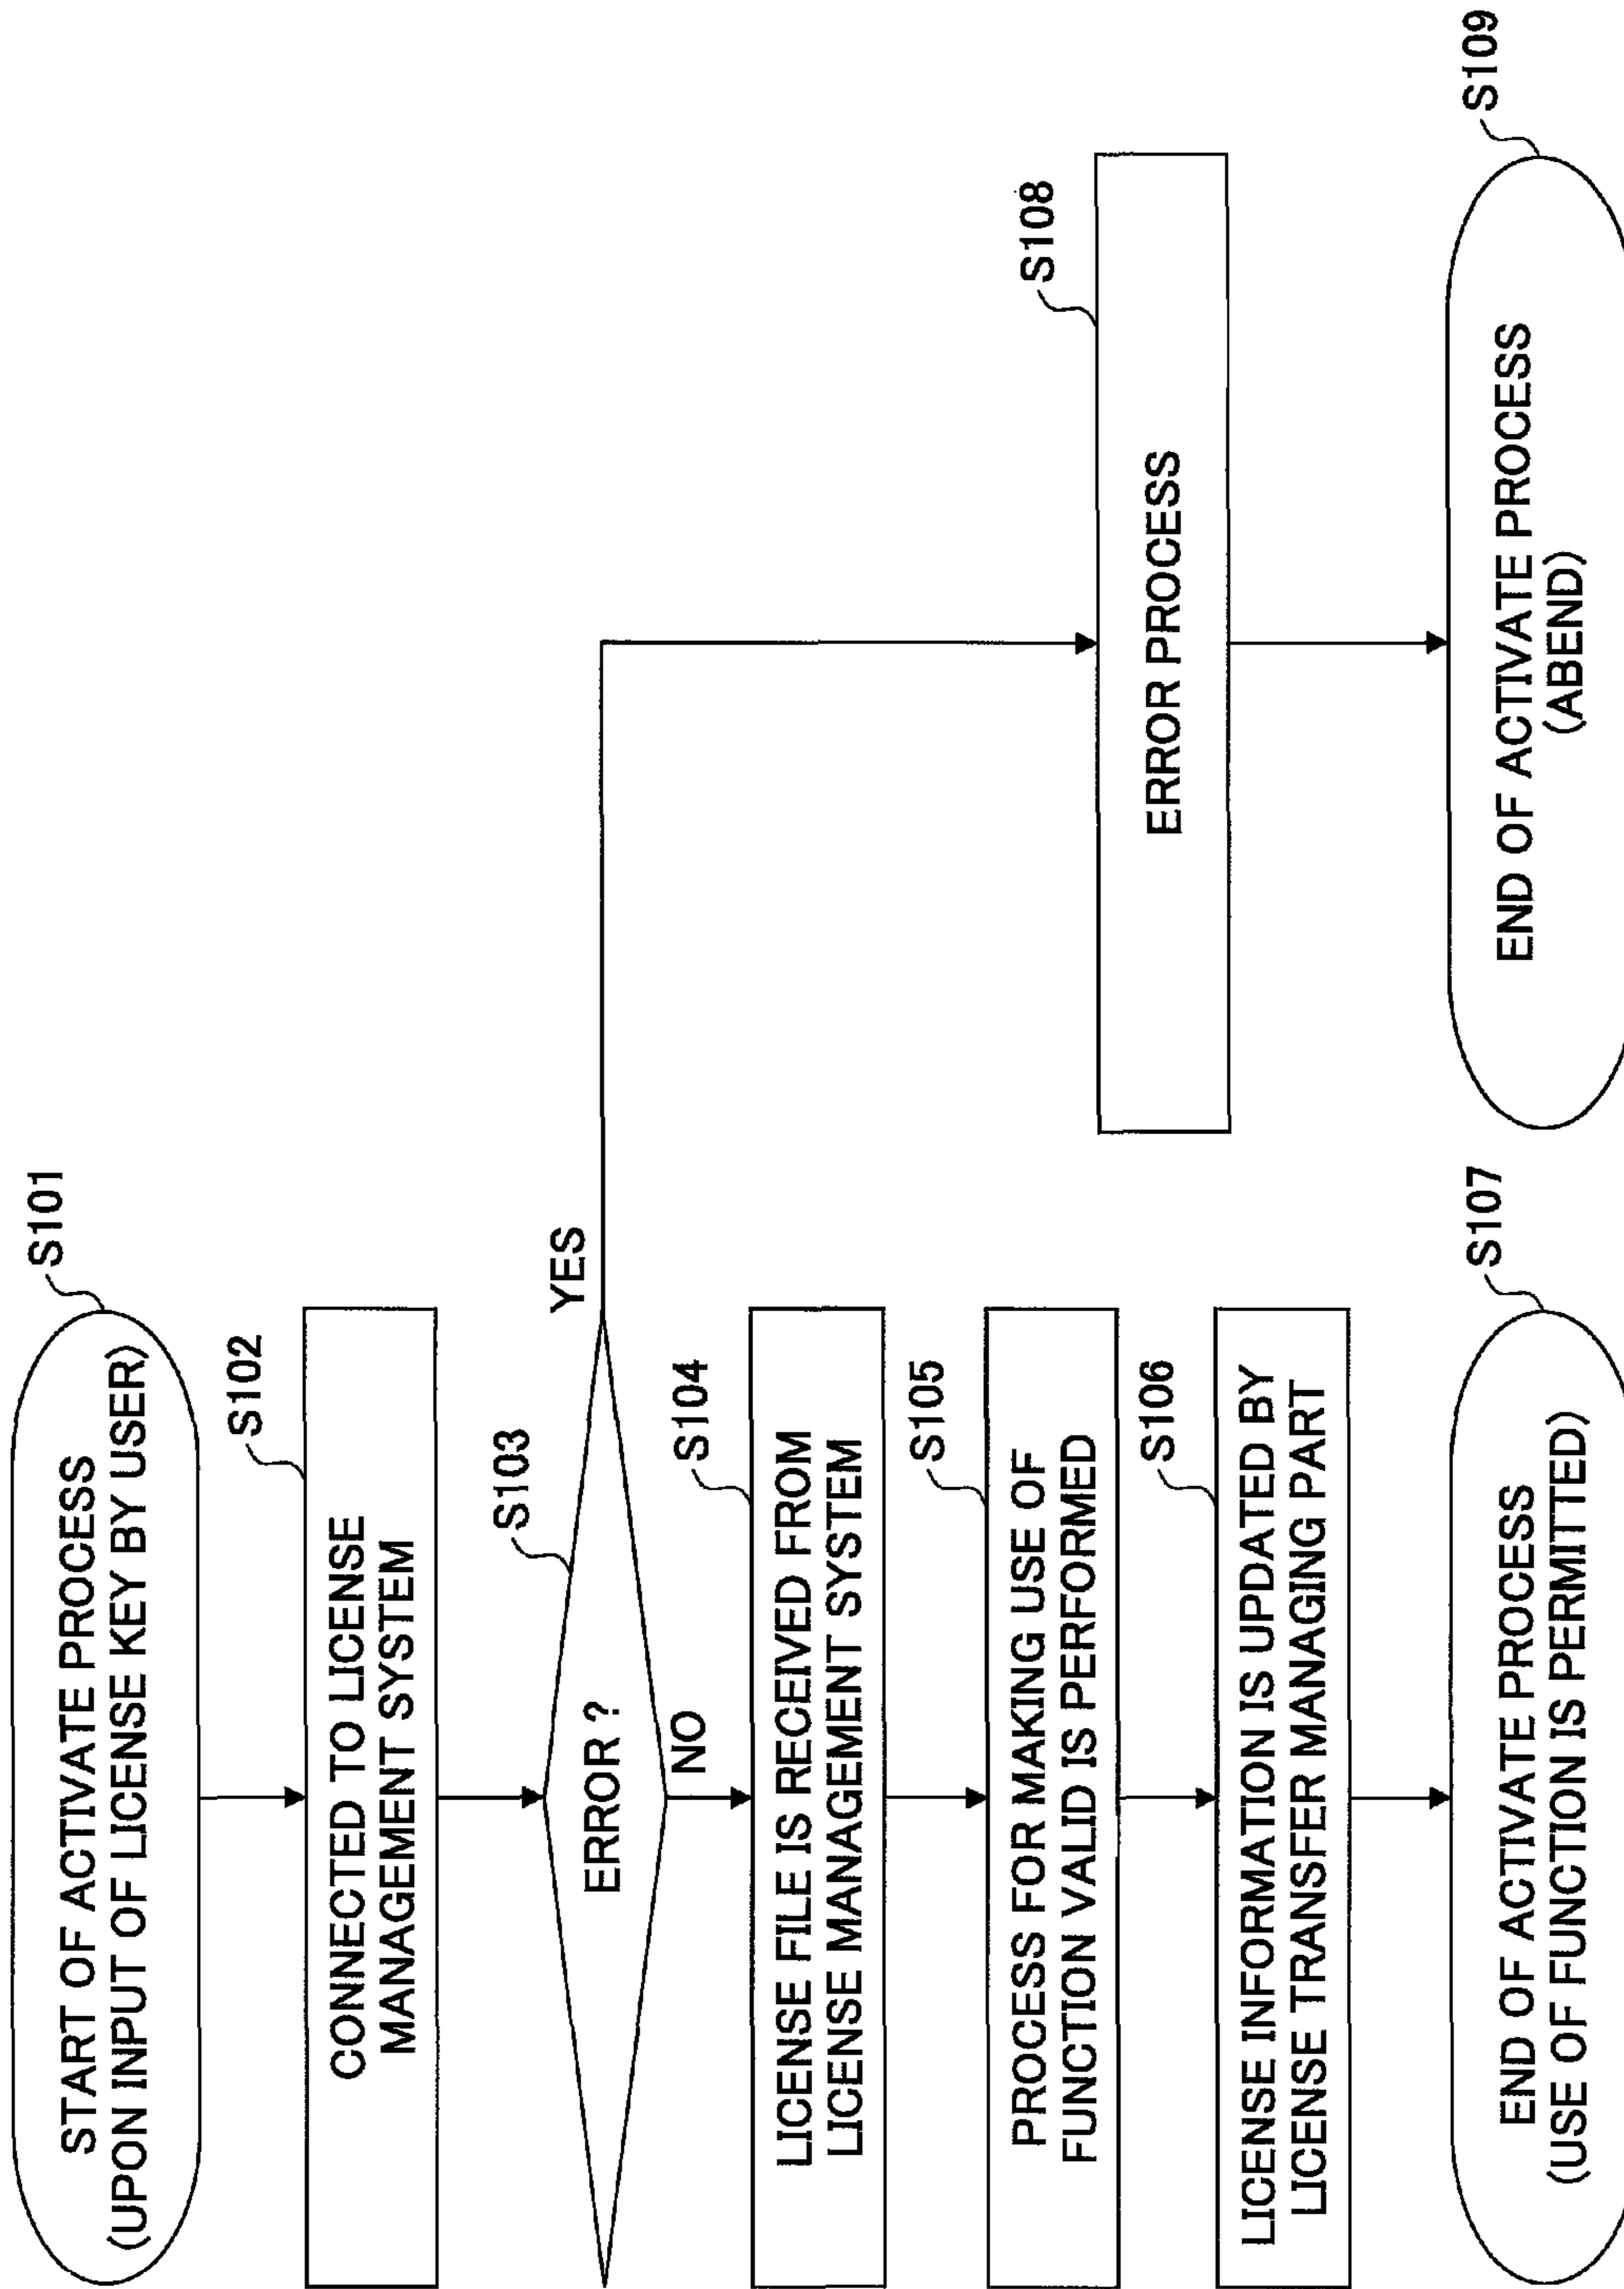 S101
START OF ACTIVATE PROCESS
(UPON INPUT OF LICENSE KEY BY USER)
S102
CONNECTED TO LICENSE
MANAGEMENT SYSTEM
S103
ERROR ?
YES
NO
S104
LICENSE FILE IS RECEIVED FROM
LICENSE MANAGEMENT SYSTEM
S105
PROCESS FOR MAKING USE OF
FUNCTION VALID IS PERFORMED
S106
LICENSE INFORMATION IS UPDATED BY
LICENSE TRANSFER MANAGING PART
S107
END OF ACTIVATE PROCESS
(USE OF FUNCTION IS PERMITTED)
S108
ERROR PROCESS
S109
END OF ACTIVATE PROCESS
(ABEND)